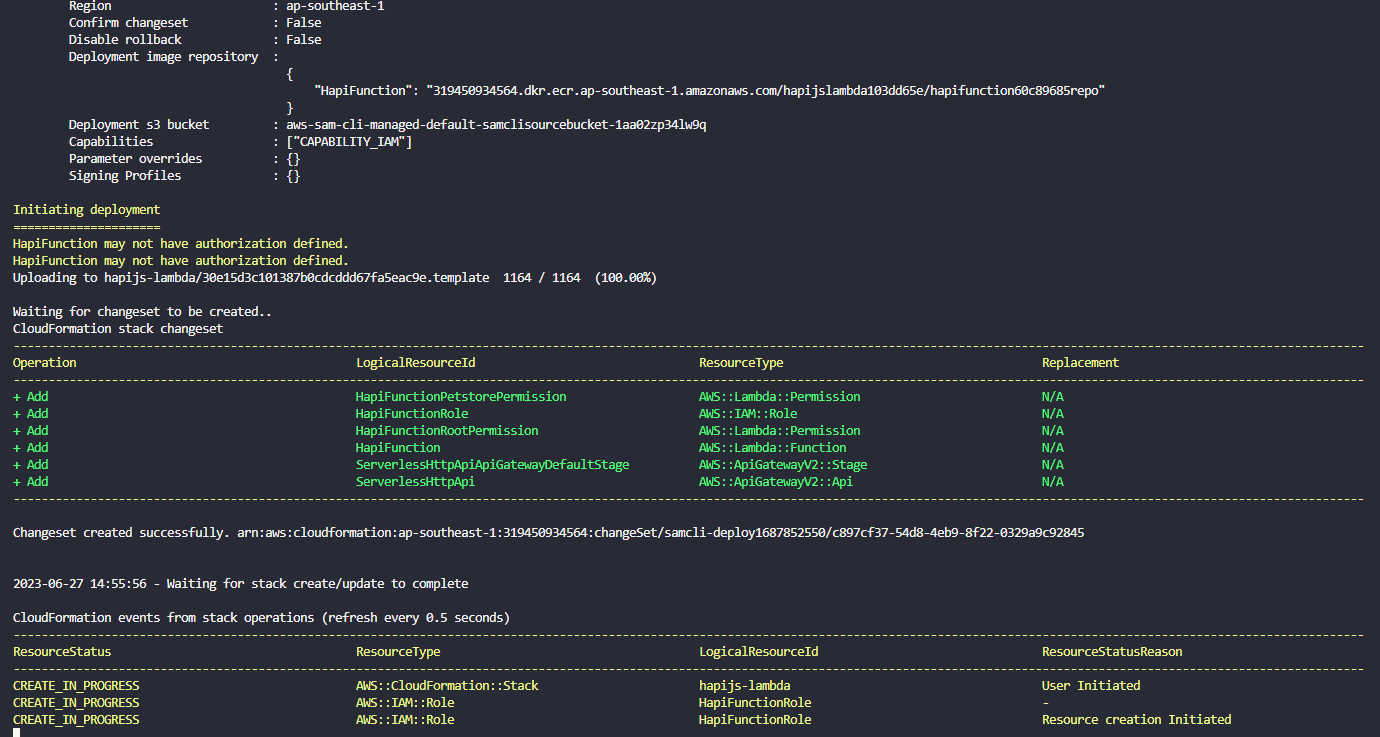 Region : ap-southeast-1
Confirm changeset : False
Disable rollback : False
Deployment image repository :
{
"HapiFunction": "319450934564.dkr.ecr.ap-southeast-1.amazonaws.com/hapijslambda103dd65e/hapifunction60c89685repo"
}
Deployment s3 bucket : aws-sam-cli-managed-default-samclisourcebucket-1aa02zp34lw9q
Capabilities : ["CAPABILITY_IAM"]
Parameter overrides : {}
Signing Profiles : {}
Initiating deployment
=====================
HapiFunction may not have authorization defined.
HapiFunction may not have authorization defined.
Uploading to hapijs-lambda/30e15d3c101387b0cdcddd67fa5eac9e.template 1164 / 1164 (100.00%)
Waiting for changeset to be created..
CloudFormation stack changeset
Operation LogicalResourceId ResourceType Replacement
+ Add HapiFunctionPetstorePermission AWS::Lambda::Permission N/A
+ Add HapiFunctionRole AWS::IAM::Role N/A
+ Add HapiFunctionRootPermission AWS::Lambda::Permission N/A
+ Add HapiFunction AWS::Lambda::Function N/A
+ Add ServerlessHttpApiApiGatewayDefaultStage AWS::ApiGatewayV2::Stage N/A
+ Add ServerlessHttpApi AWS::ApiGatewayV2::Api N/A
Changeset created successfully. arn:aws:cloudformation:ap-southeast-1:319450934564:changeSet/samcli-deploy1687852550/c897cf37-54d8-4eb9-8f22-0329a9c92845
2023-06-27 14:55:56 - Waiting for stack create/update to complete
CloudFormation events from stack operations (refresh every 0.5 seconds)
ResourceStatus ResourceType LogicalResourceId ResourceStatusReason
CREATE_IN_PROGRESS AWS::CloudFormation::Stack hapijs-lambda User Initiated
CREATE_IN_PROGRESS AWS::IAM::Role HapiFunctionRole -
CREATE_IN_PROGRESS AWS::IAM::Role HapiFunctionRole Resource creation Initiated